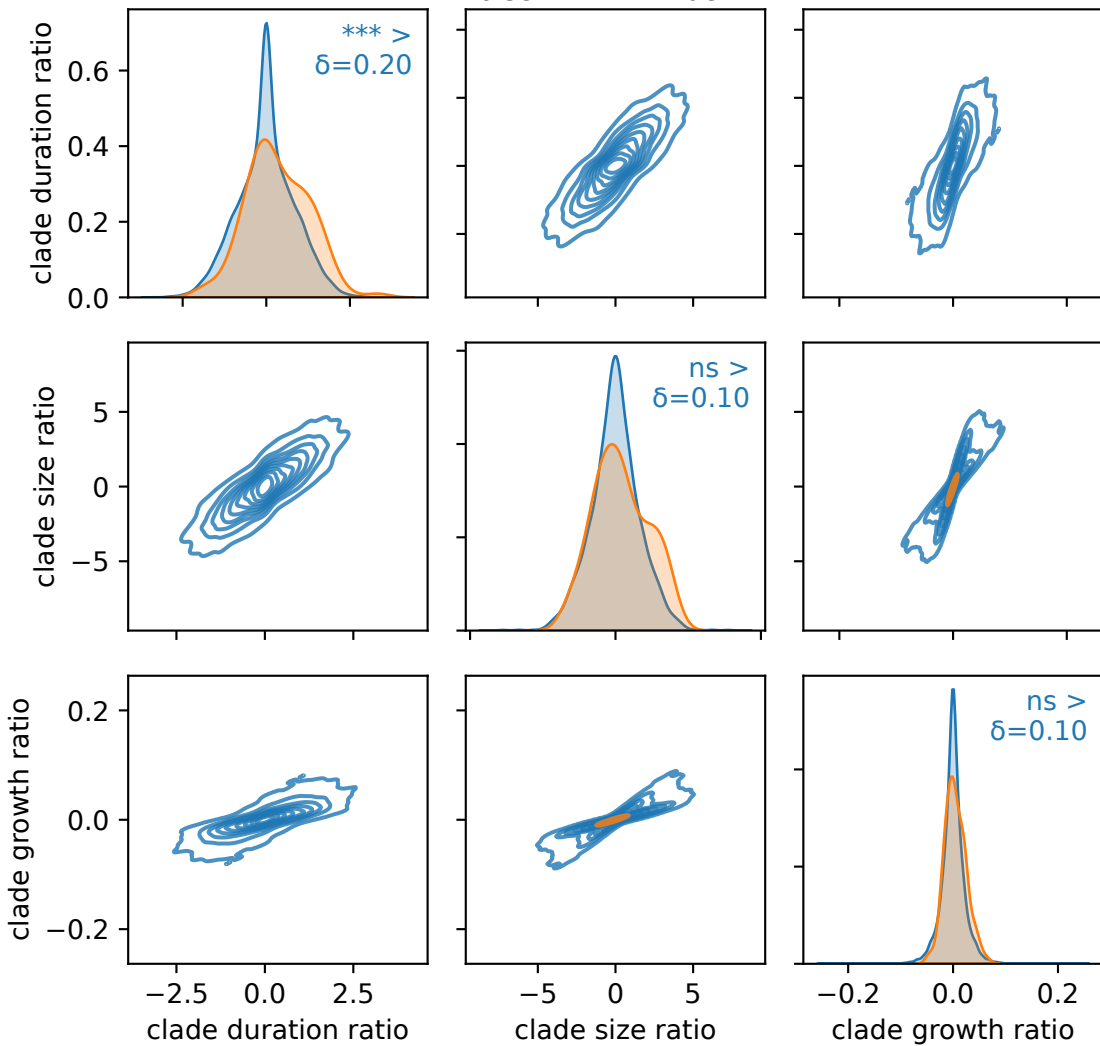 clade duration ratio
0.6
0.4
0.2
0.0
*** >
δ=0.20
clade size ratio
5
0
−5
ns >
δ=0.10
clade growth ratio
0.2
0.0
−0.2
ns >
δ=0.10
−2.5 0.0 2.5
−5 0 5
−0.2 0.0 0.2
clade duration ratio
clade size ratio
clade growth ratio